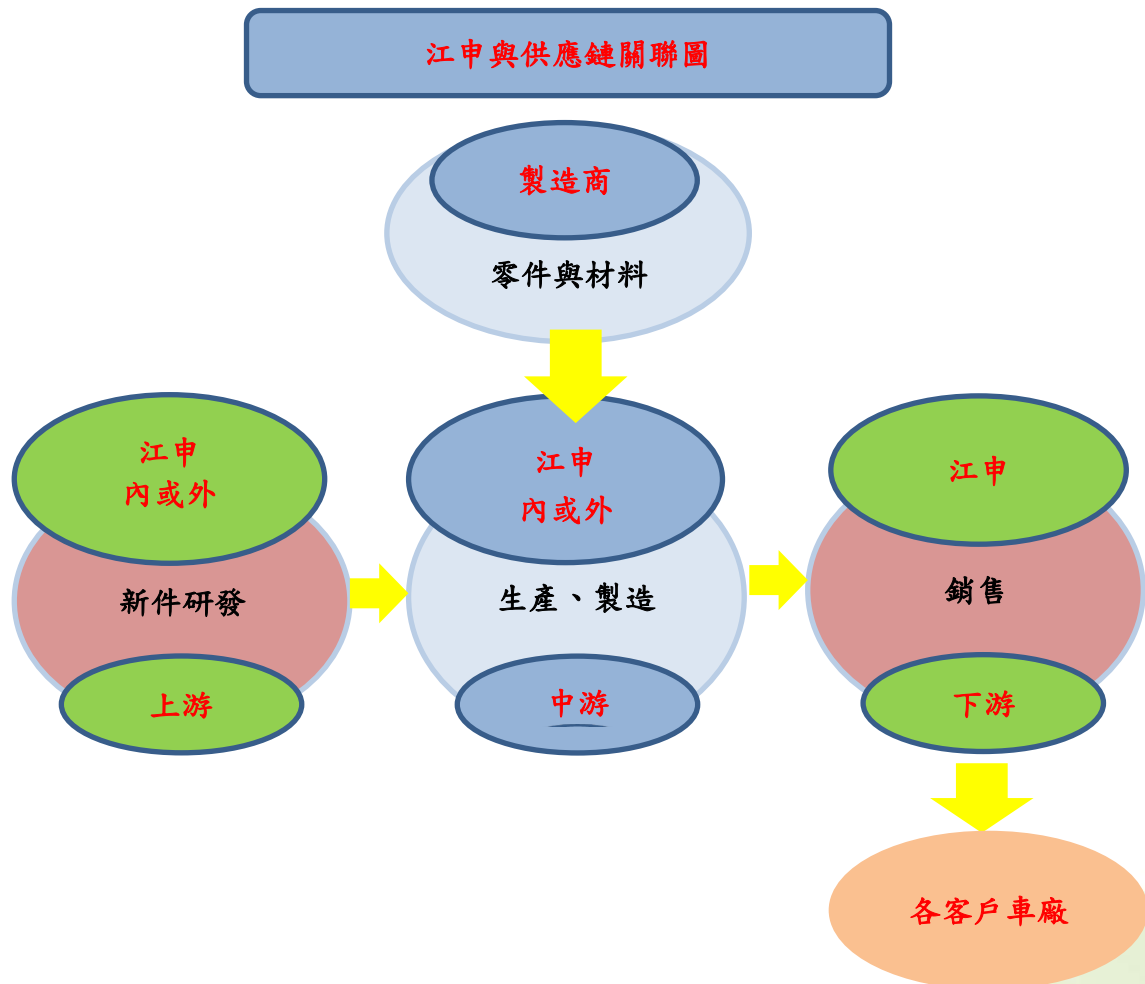 江申與供應鏈關聯圖
製造商
零件與材料
江申
內或外
新件研發
上游
江申
內或外
生產、製造
中游
江申
銷售
下游
各客戶車廠